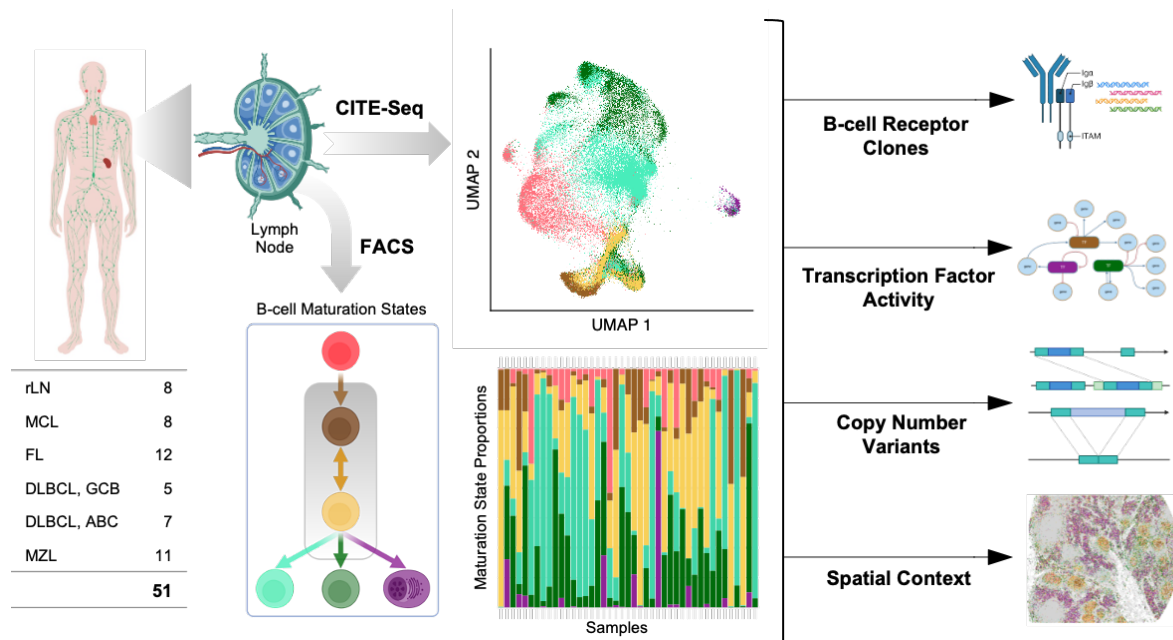 CITE-Seq
Lymph
Node
FACS
B-cell Maturation States
rLN 8
MCL 8
FL 12
DLBCL, GCB 5
DLBCL, ABC 7
MZL 11
51
UMAP 2
UMAP 1
Maturation State Proportions
Samples
B-cell Receptor
Clones
Igα
Igβ
ITAM
Transcription Factor
Activity
Copy Number
Variants
Spatial Context